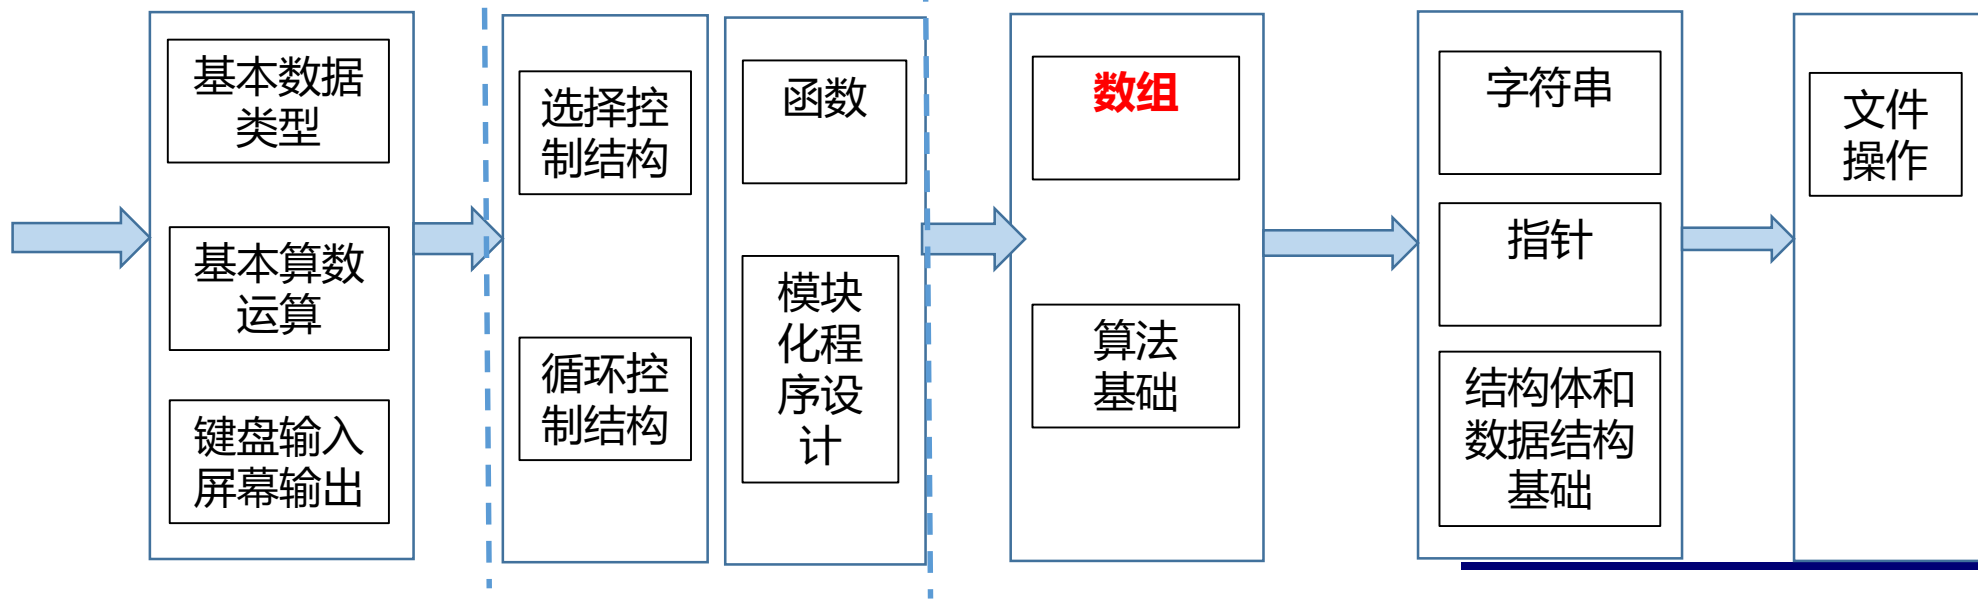 基本数据
类型
基本算数
运算
键盘输入
屏幕输出
选择控
制结构
循环控
制结构
函数
模块
化程
序设
计
数组
算法
基础
字符串
指针
结构体和
数据结构
基础
文件
操作